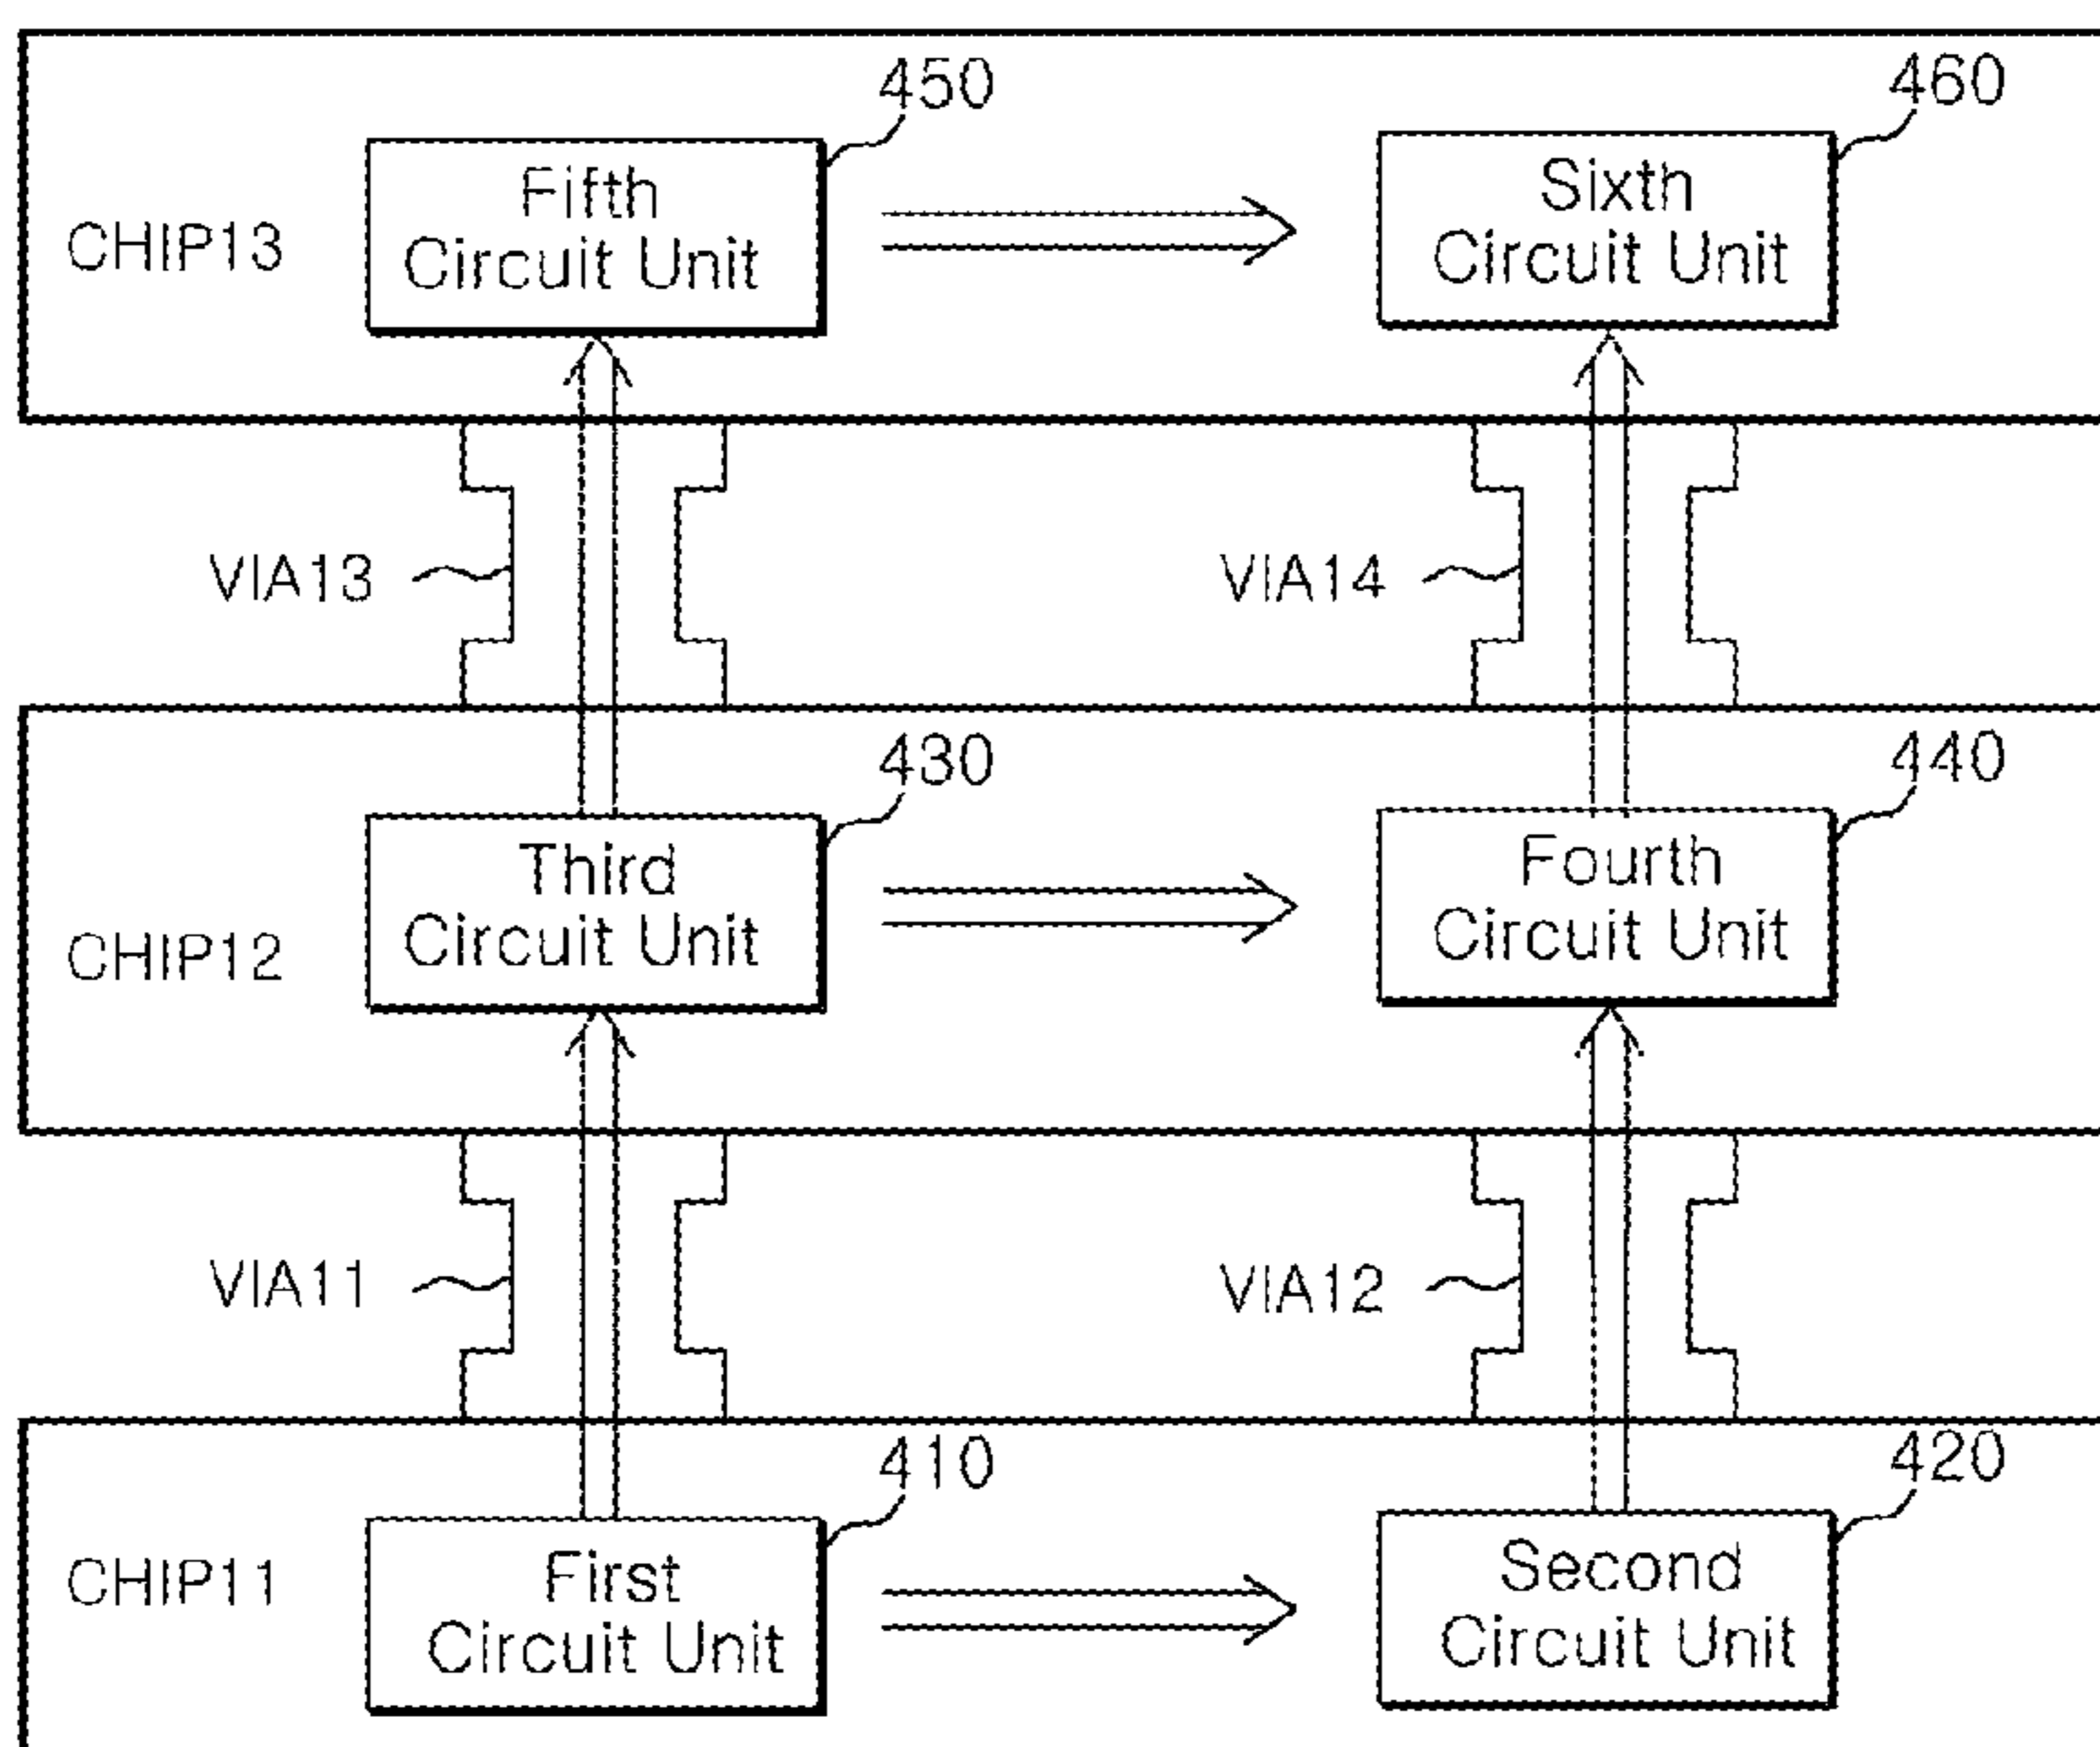 450
460
Fifth
Circuit Unit
Sixth
Circuit Unit
CHIP13
VIA13
VIA14
430
440
Third
Circuit Unit
Fourth
Circuit Unit
CHIP12
VIA11
VIA12
410
420
First
Circuit Unit
Second
Circuit Unit
CHIP11